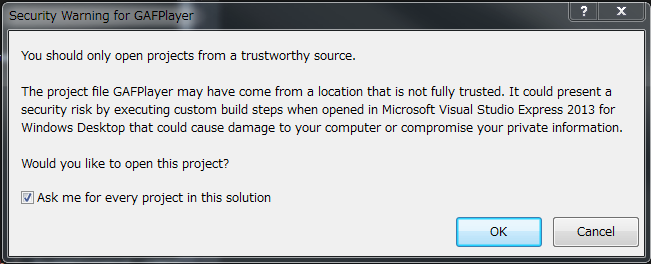 Security Warning for GAFPlayer
You should only open projects from a trustworthy source.
The project file GAFPlayer may have come from a location that is not fully trusted. It could present a
security risk by executing custom build steps when opened in Microsoft Visual Studio Express 2013 for
Windows Desktop that could cause damage to your computer or compromise your private information.
Would you like to open this project?
Ask me for every project in this solution
OK
Cancel